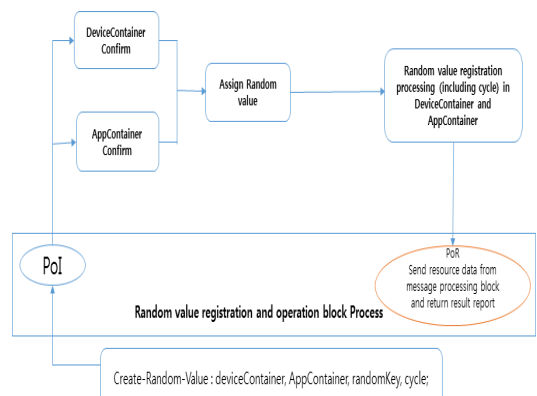 DeviceContainer
Confirm
AppContainer
Confirm
Assign Random
value
Random value registration
processing (including cycle) in
DeviceContainer and
AppContainer
PoI
PoR
Send resource data from
message processing block
and return result report
Random value registration and operation block Process
Create-Random-Value : deviceContainer, AppContainer, randomKey, cycle;